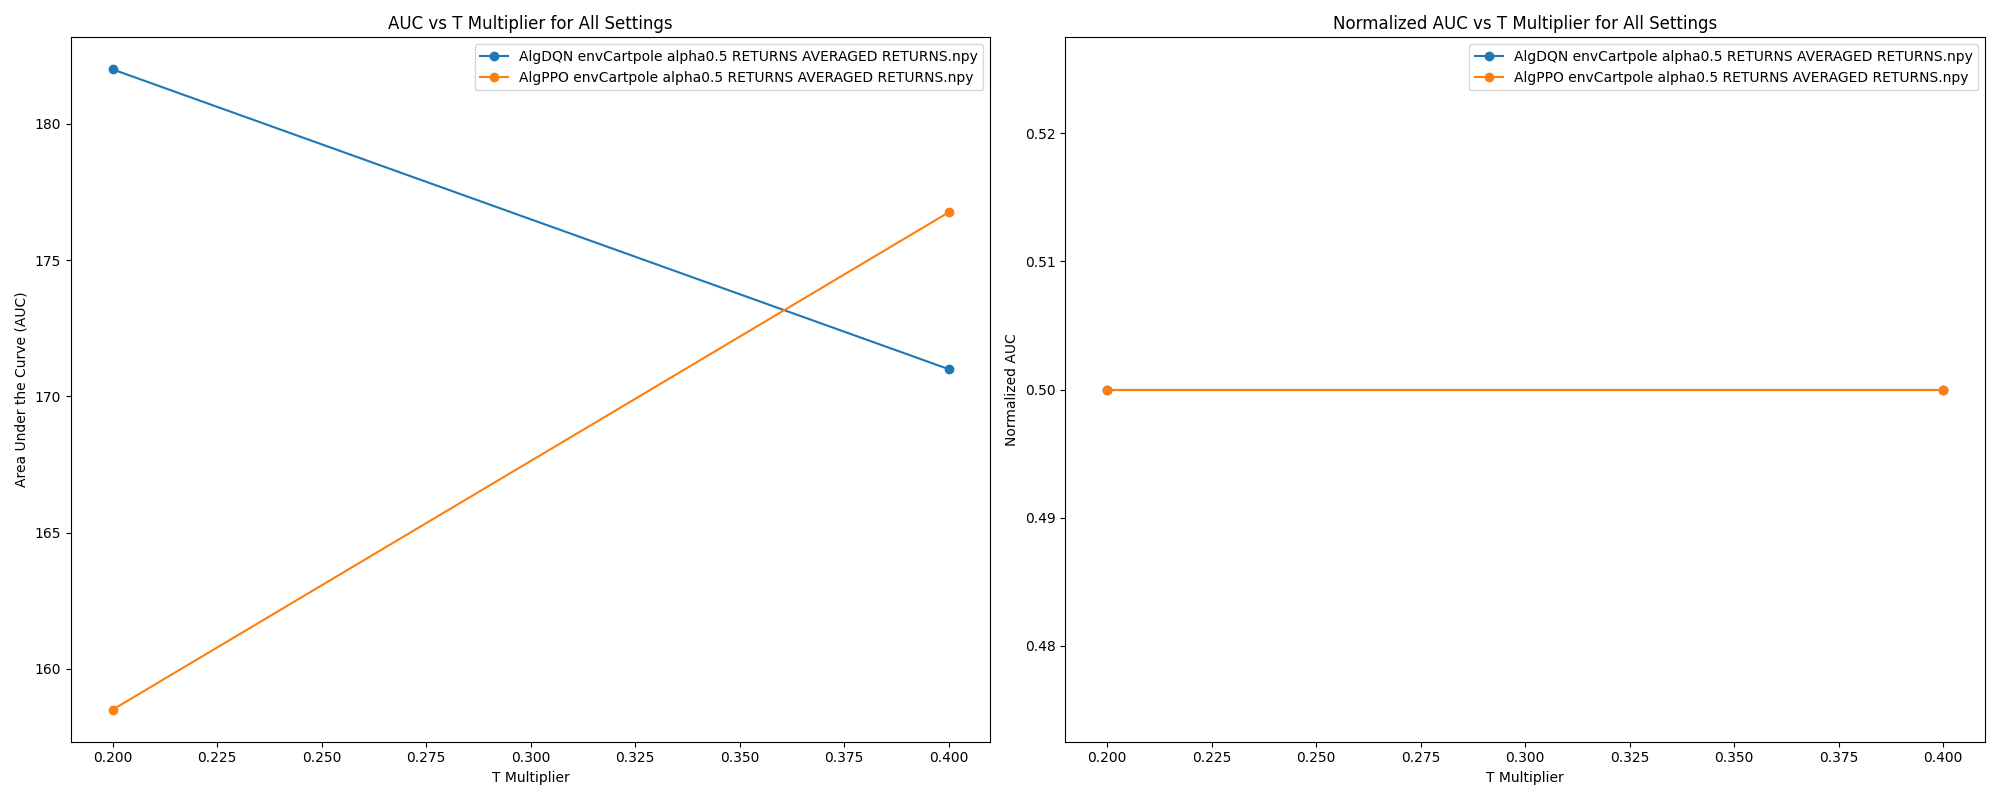 AUC vs T Multiplier for All Settings
AlgDQN envCartpole alpha0.5 RETURNS AVERAGED RETURNS.npy
AlgPPO envCartpole alpha0.5 RETURNS AVERAGED RETURNS.npy
180
175
170
165
160
Area Under the Curve (AUC)
0.200 0.225 0.250 0.275 0.300 0.325 0.350 0.375 0.400
T Multiplier
Normalized AUC vs T Multiplier for All Settings
AlgDQN envCartpole alpha0.5 RETURNS AVERAGED RETURNS.npy
AlgPPO envCartpole alpha0.5 RETURNS AVERAGED RETURNS.npy
0.52
0.51
0.50
0.49
0.48
Normalized AUC
0.200 0.225 0.250 0.275 0.300 0.325 0.350 0.375 0.400
T Multiplier